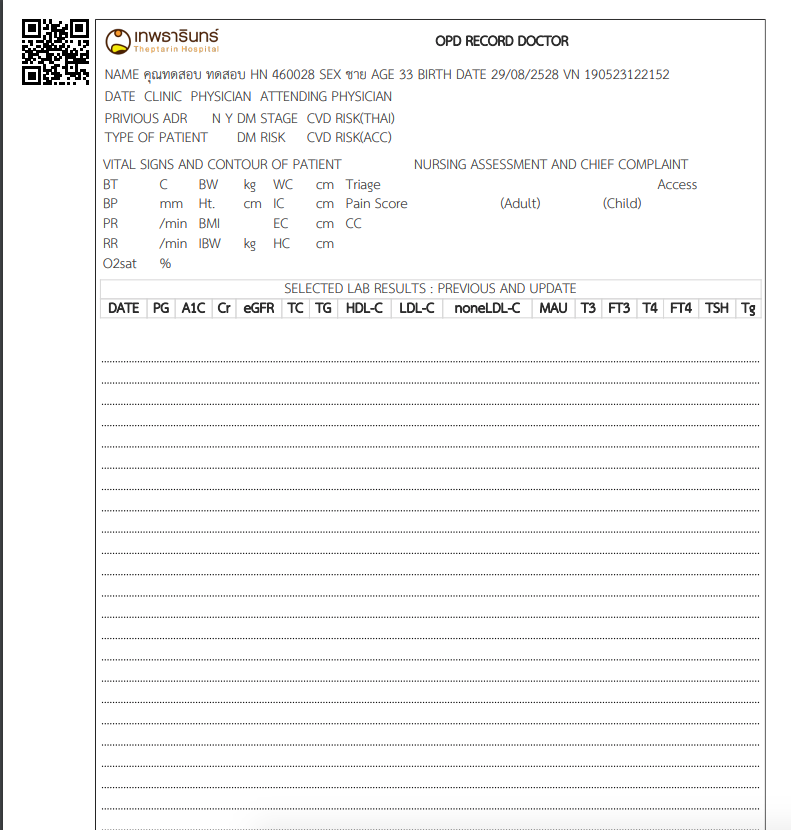 เทพธารินทร์
Theptarin Hospital
OPD RECORD DOCTOR
NAME คุณทดสอบ ทดสอบ HN 460028 SEX ชาย AGE 33 BIRTH DATE 29/08/2528 VN 190523122152
DATE CLINIC PHYSICIAN ATTENDING PHYSICIAN
PRIVIOUS ADR N Y DM STAGE CVD RISK(THAI)
TYPE OF PATIENT DM RISK CVD RISK(ACC)
VITAL SIGNS AND CONTOUR OF PATIENT NURSING ASSESSMENT AND CHIEF COMPLAINT
BT C BW kg WC cm Triage Access
BP mm Ht. cm IC cm Pain Score (Adult) (Child)
PR /min BMI EC cm CC
RR /min IBW kg HC cm
O2sat %
SELECTED LAB RESULTS : PREVIOUS AND UPDATE
DATE PG A1C Cr eGFR TC TG HDL-C LDL-C noneLDL-C MAU T3 FT3 T4 FT4 TSH Tg